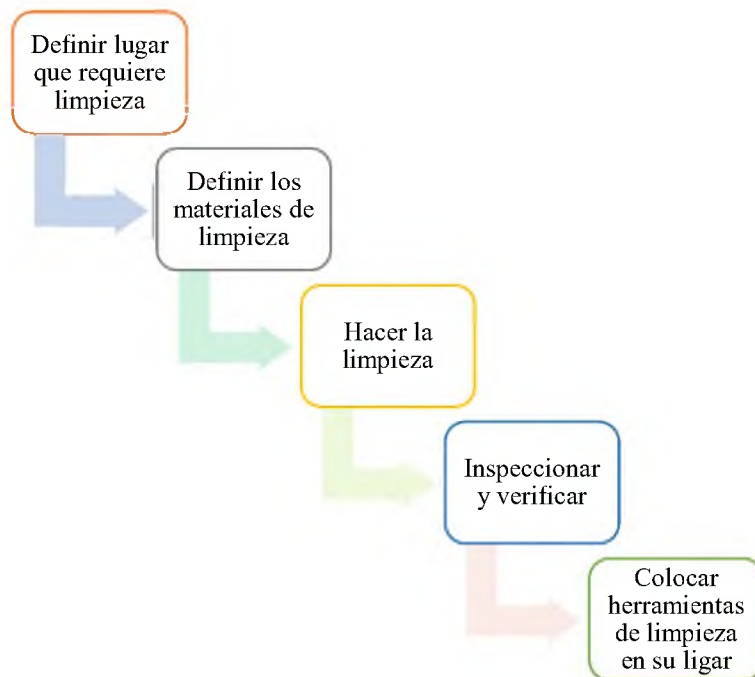 Definir lugar
que requiere
limpieza
Definir los
materiales de
limpieza
Hacer la
limpieza
Inspeccionar
y verificar
Colocar
herramientas
de limpieza
en su ligar